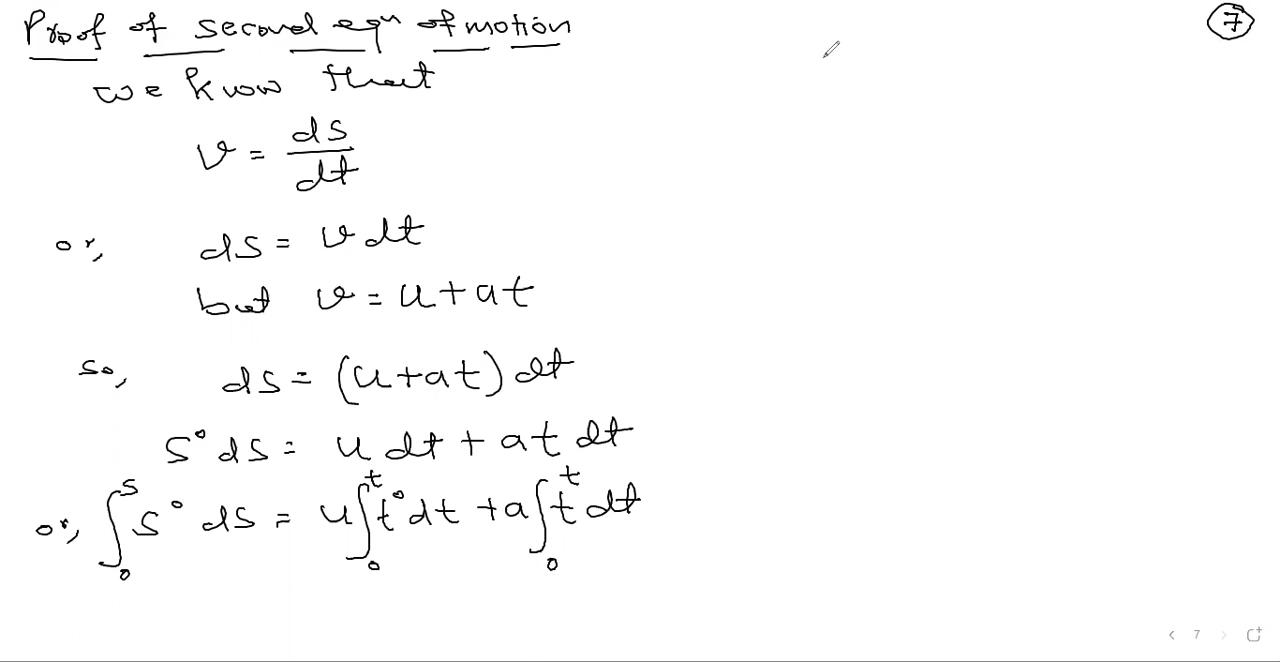 Proof of second eqn of motion
7
we know that
v = ds/dt
or, ds = v dt
but v = u + at
so, ds = (u + at) dt
s° ds = u dt + at dt
or, ∫₀ˢ s° ds = u ∫₀ᵗ t° dt + a ∫₀ᵗ t dt
< 7 >